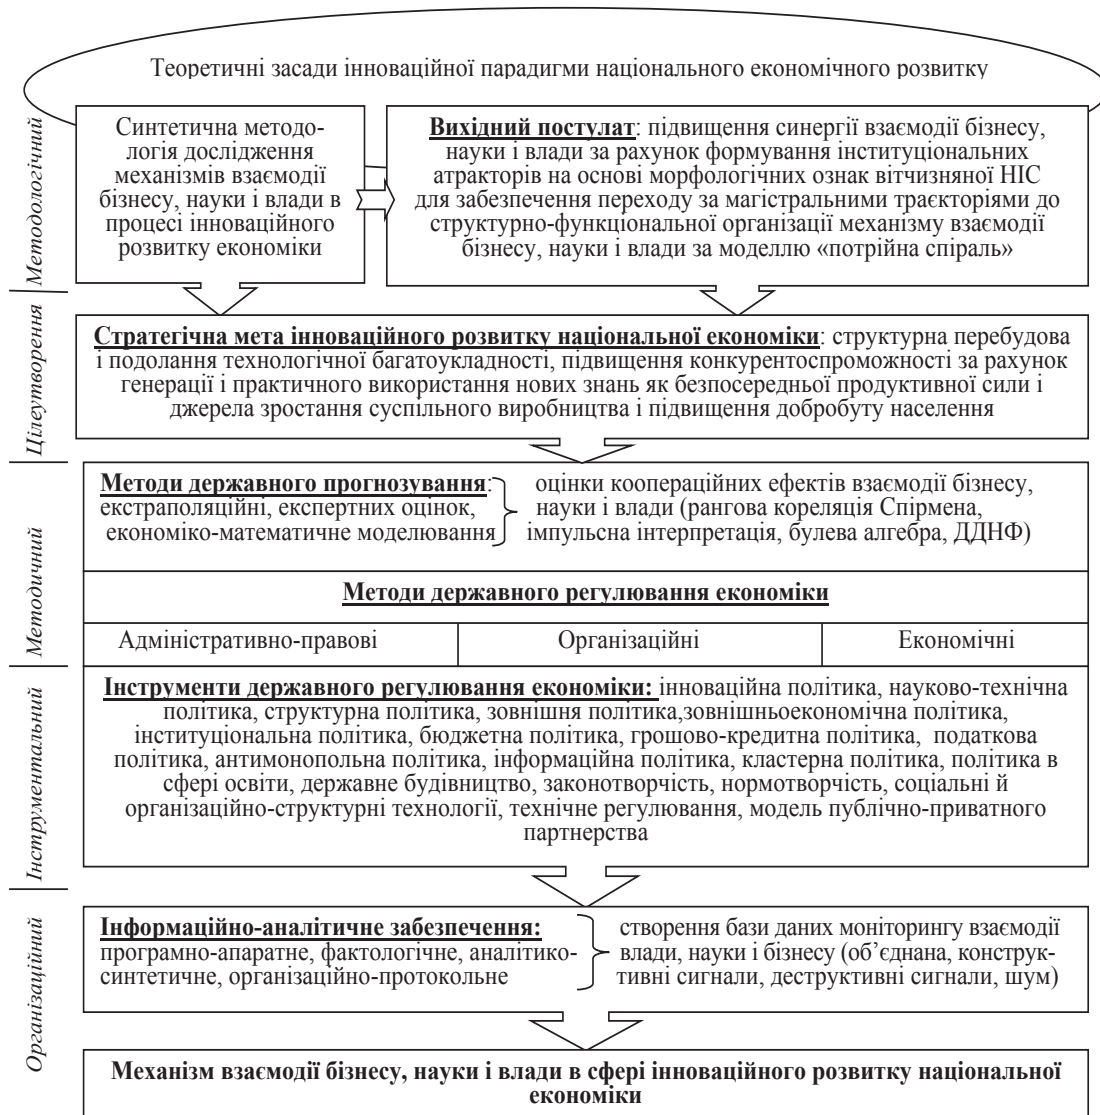 Теоретичні засади інноваційної парадигми національного економічного розвитку
Методологічний
Синтетична методо-
логія дослідження
механізмів взаємодії
бізнесу, науки і влади в
процесі інноваційного
розвитку економіки
Вихідний постулат: підвищення синергії взаємодії бізнесу,
науки і влади за рахунок формування інституціональних
атракторів на основі морфологічних ознак вітчизняної НІС
для забезпечення переходу за магістральними траєкторіями до
структурно-функціональної організації механізму взаємодії
бізнесу, науки і влади за моделлю «потрійна спіраль»
Цілеутворення
Стратегічна мета інноваційного розвитку національної економіки: структурна перебудова
і подолання технологічної багатоукладності, підвищення конкурентоспроможності за рахунок
генерації і практичного використання нових знань як безпосередньої продуктивної сили і
джерела зростання суспільного виробництва і підвищення добробуту населення
Методичний
Методи державного прогнозування:
екстраполяційні, експертних оцінок,
економіко-математичне моделювання
оцінки коопераційних ефектів взаємодії бізнесу,
науки і влади (рангова кореляція Спірмена,
імпульсна інтерпретація, булева алгебра, ДДНФ)
Методи державного регулювання економіки
Адміністративно-правові
Організаційні
Економічні
Інструментальный
Інструменти державного регулювання економіки: інноваційна політика, науково-технічна
політика, структурна політика, зовнішня політика,зовнішньоекономічна політика,
інституціональна політика, бюджетна політика, грошово-кредитна політика, податкова
політика, антимонопольна політика, інформаційна політика, кластерна політика, політика в
сфері освіти, державне будівництво, законотворчість, нормотворчість, соціальні й
організаційно-структурні технології, технічне регулювання, модель публічно-приватного
партнерства
Організаційний
Інформаційно-аналітичне забезпечення:
програмно-апаратне, фактологічне, аналітико-
синтетичне, організаційно-протокольне
створення бази даних моніторингу взаємодії
влади, науки і бізнесу (об’єднана, конструк-
тивні сигнали, деструктивні сигнали, шум)
Механізм взаємодії бізнесу, науки і влади в сфері інноваційного розвитку національної
економіки